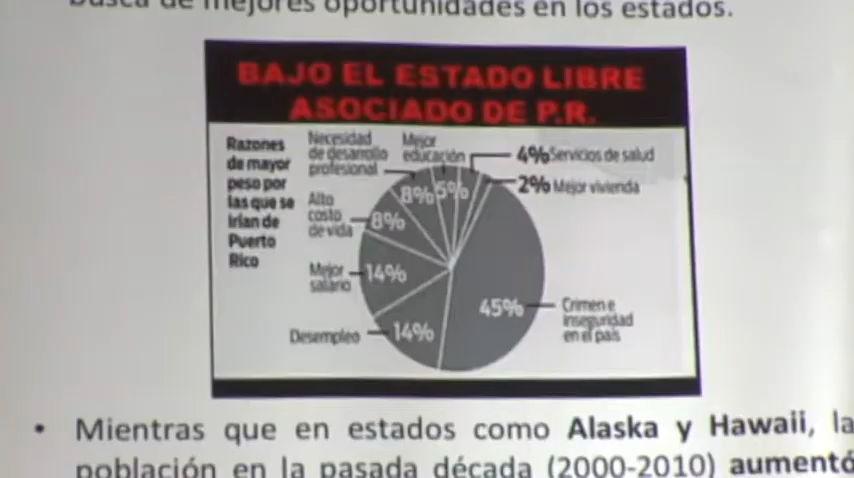 busca de mejores oportunidades en los estados.
BAJO EL ESTADO LIBRE
ASOCIADO DE P.R.
Razones
de mayor
peso por
las que se
irían de
Puerto
Rico
Necesidad
de desarrollo
profesional
Mejor
educación
4% Servicios de salud
2% Mejor vivienda
8% 5%
Alto
costo
de vida
8%
Mejor
salario
14%
45%
Crimen e
inseguridad
en el país
Desempleo
14%
• Mientras que en estados como Alaska y Hawaii, la
población en la pasada década (2000-2010) aumentó